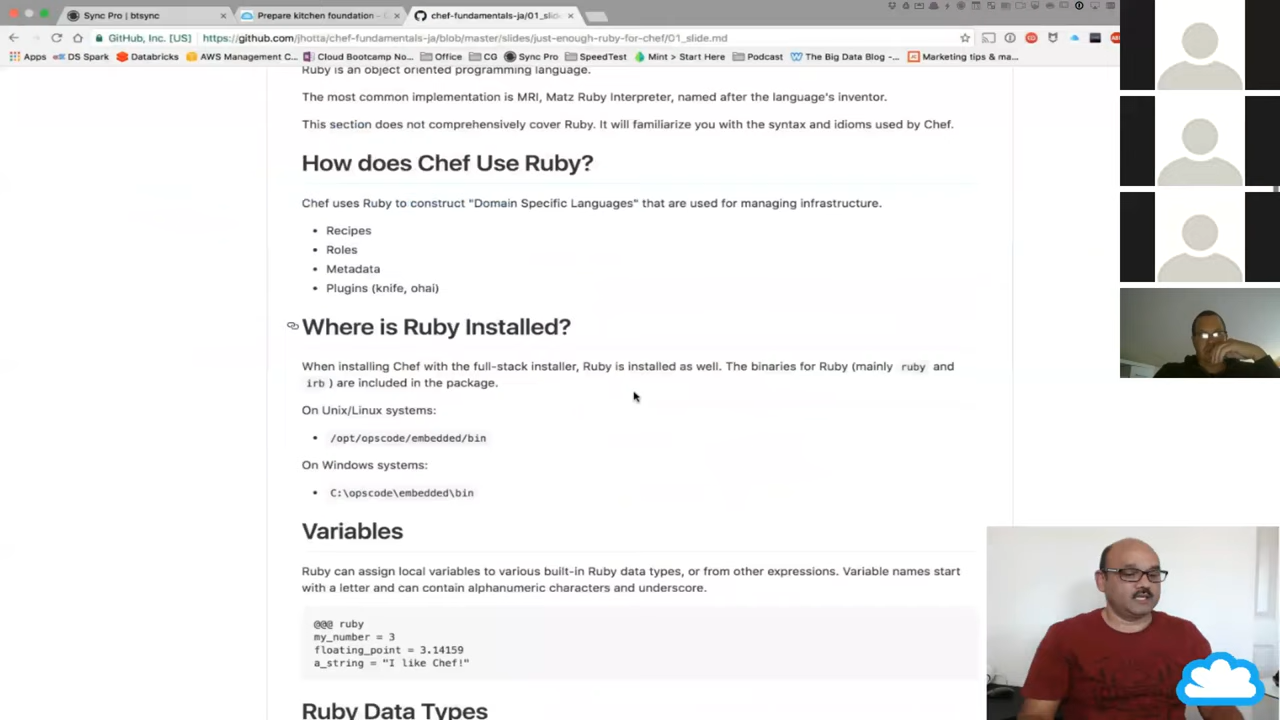 Sync Pro | btsync
Prepare kitchen foundation -
chef-fundamentals-ja/01_slid
GitHub, Inc. [US]
https://github.com/jhotta/chef-fundamentals-ja/blob/master/slides/just-enough-ruby-for-chef/01_slide.md
Apps
DS Spark
Databricks
AWS Management C...
Cloud Bootcamp No...
Office
CG
Sync Pro
SpeedTest
Mint > Start Here
Podcast
The Big Data Blog -...
Marketing tips & ma...
Ruby is an object oriented programming language.
The most common implementation is MRI, Matz Ruby Interpreter, named after the language's inventor.
This section does not comprehensively cover Ruby. It will familiarize you with the syntax and idioms used by Chef.
How does Chef Use Ruby?
Chef uses Ruby to construct "Domain Specific Languages" that are used for managing infrastructure.
• Recipes
• Roles
• Metadata
• Plugins (knife, ohai)
Where is Ruby Installed?
When installing Chef with the full-stack installer, Ruby is installed as well. The binaries for Ruby (mainly ruby and
irb ) are included in the package.
On Unix/Linux systems:
• /opt/opscode/embedded/bin
On Windows systems:
• C:\opscode\embedded\bin
Variables
Ruby can assign local variables to various built-in Ruby data types, or from other expressions. Variable names start
with a letter and can contain alphanumeric characters and underscore.
@@@ ruby
my_number = 3
floating_point = 3.14159
a_string = "I like Chef!"
Ruby Data Types